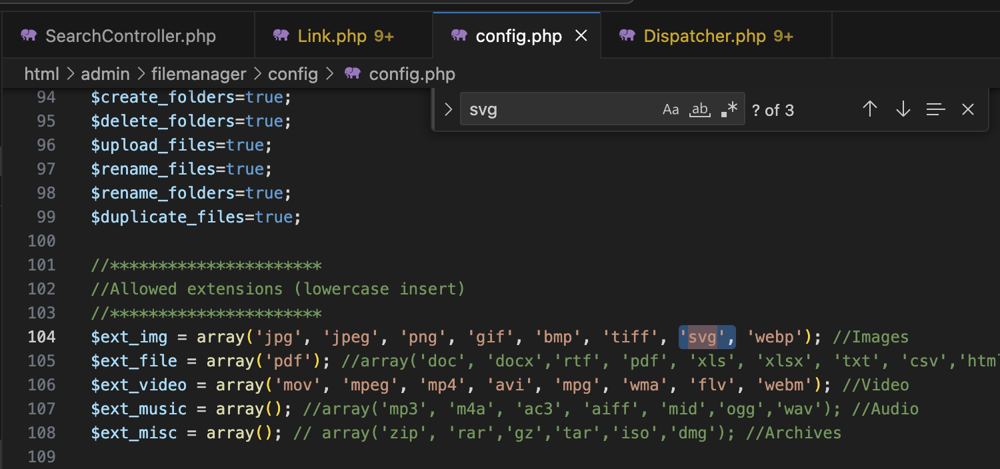 SearchController.php Link.php 9+ config.php Dispatcher.php 9+
html > admin > filemanager > config > config.php
svg Aa ab .* ? of 3
94 $create_folders=true;
95 $delete_folders=true;
96 $upload_files=true;
97 $rename_files=true;
98 $rename_folders=true;
99 $duplicate_files=true;
100
101 //**********************
102 //Allowed extensions (lowercase insert)
103 //**********************
104 $ext_img = array('jpg', 'jpeg', 'png', 'gif', 'bmp', 'tiff', 'svg', 'webp'); //Images
105 $ext_file = array('pdf'); //array('doc', 'docx','rtf', 'pdf', 'xls', 'xlsx', 'txt', 'csv','html
106 $ext_video = array('mov', 'mpeg', 'mp4', 'avi', 'mpg', 'wma', 'flv', 'webm'); //Video
107 $ext_music = array(); //array('mp3', 'm4a', 'ac3', 'aiff', 'mid','ogg','wav'); //Audio
108 $ext_misc = array(); // array('zip', 'rar','gz','tar','iso','dmg'); //Archives
109